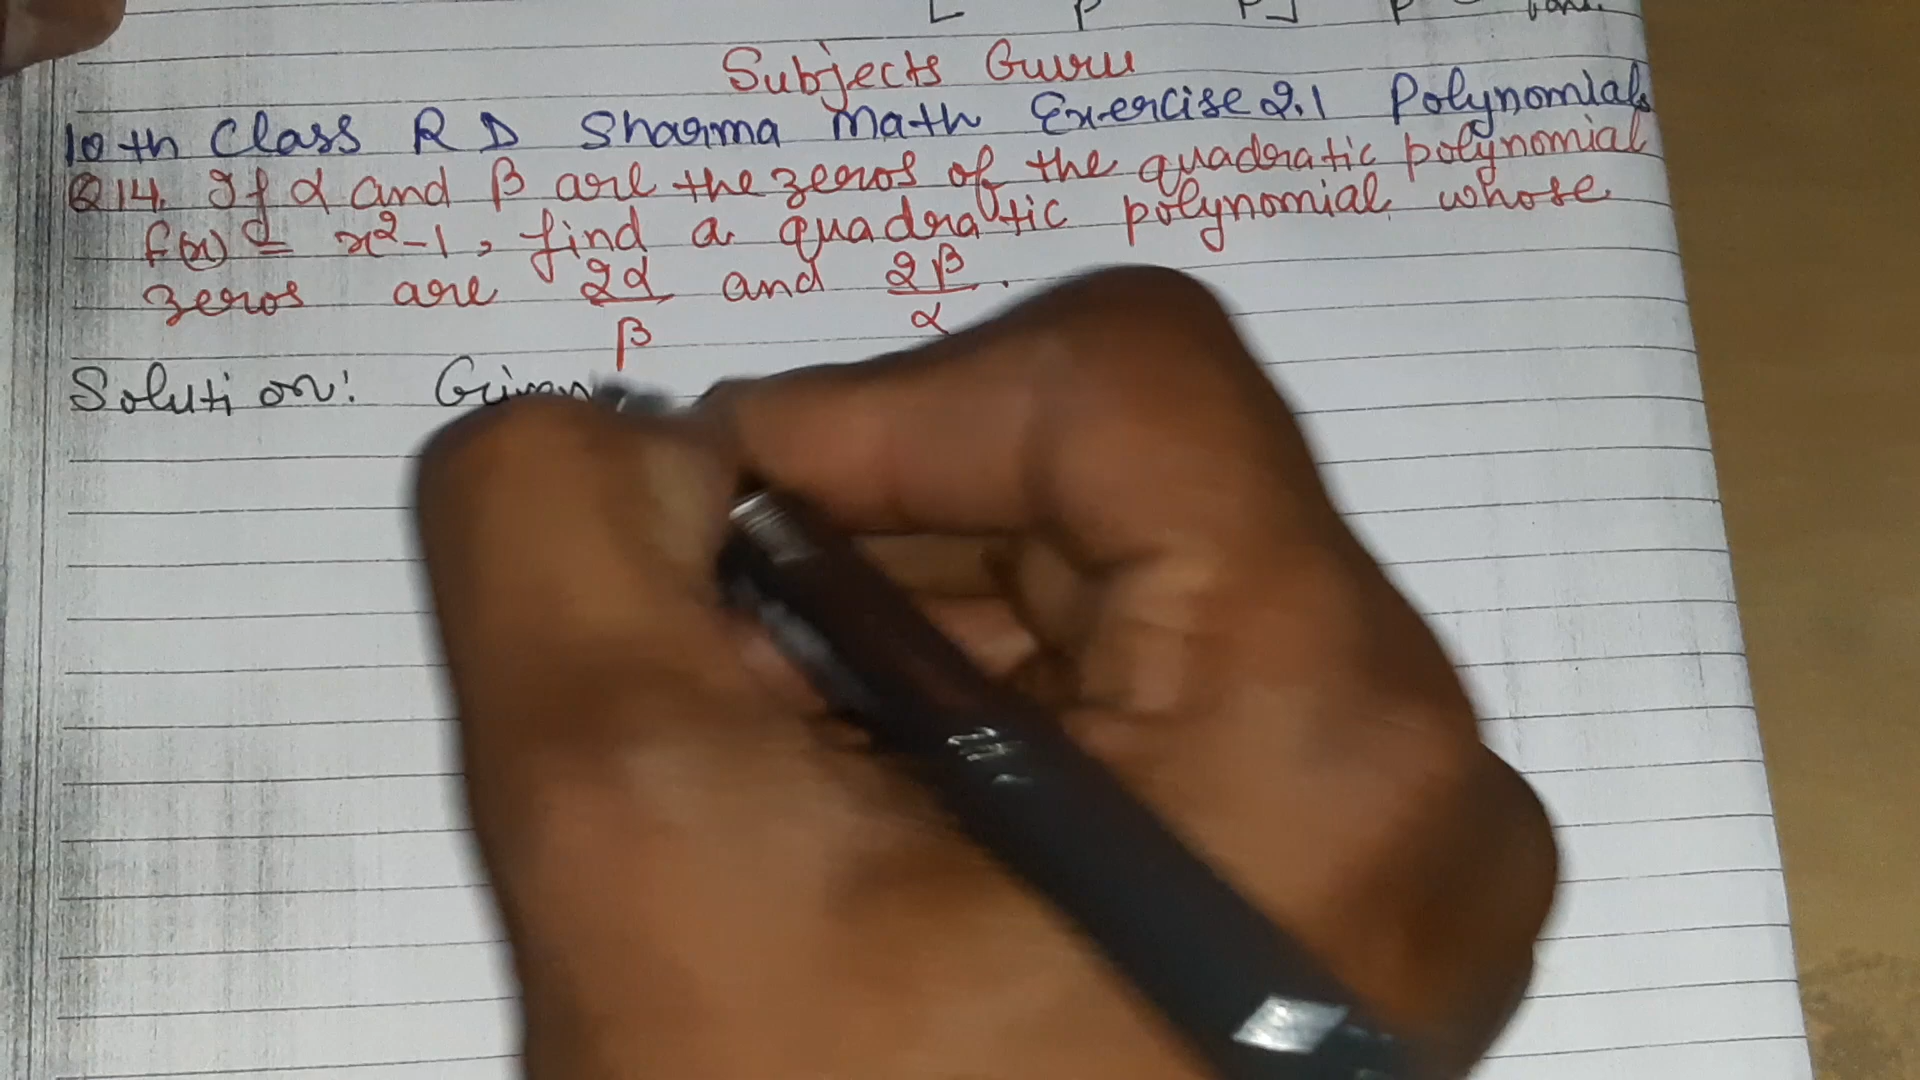 Subjects Guru
10th Class R D Sharma Math Exercise 2.1 Polynomials
Q14. If α and β are the zeros of the quadratic polynomial
f(x) = x²-1, find a quadratic polynomial whose
zeros are 2α/β and 2β/α.
Solution: Given